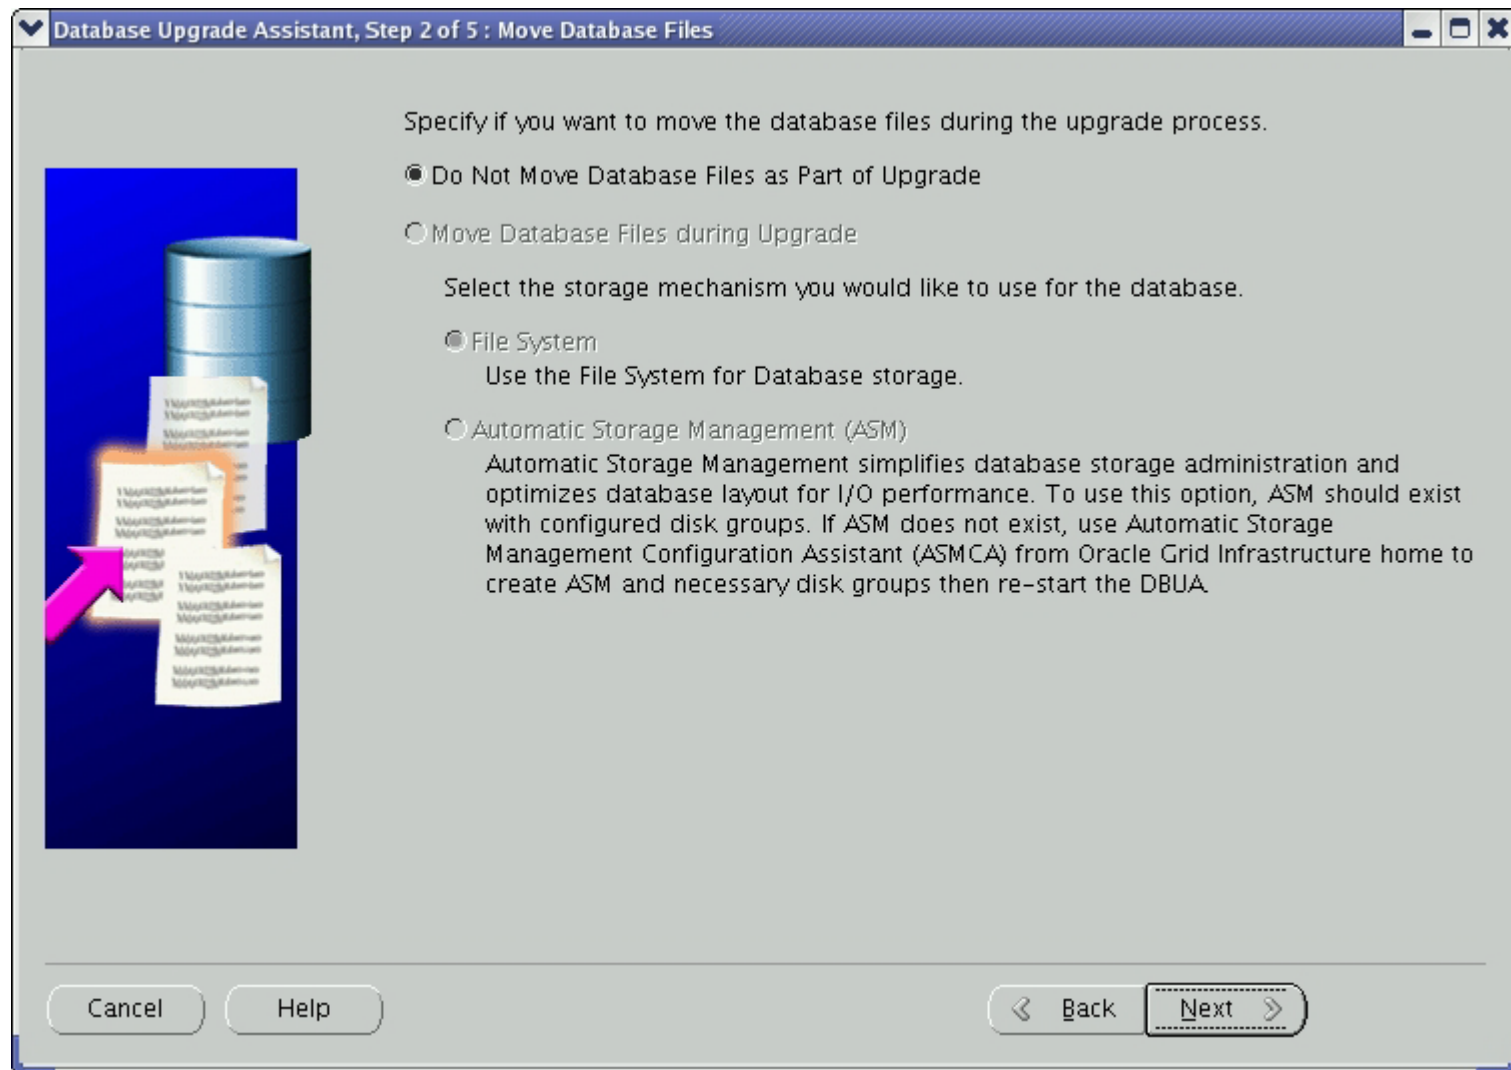 Database Upgrade Assistant, Step 2 of 5 : Move Database Files
Specify if you want to move the database files during the upgrade process.
Do Not Move Database Files as Part of Upgrade
Move Database Files during Upgrade
Select the storage mechanism you would like to use for the database.
File System
Use the File System for Database storage.
Automatic Storage Management (ASM)
Automatic Storage Management simplifies database storage administration and
optimizes database layout for I/O performance. To use this option, ASM should exist
with configured disk groups. If ASM does not exist, use Automatic Storage
Management Configuration Assistant (ASMCA) from Oracle Grid Infrastructure home to
create ASM and necessary disk groups then re-start the DBUA.
Cancel
Help
Back
Next